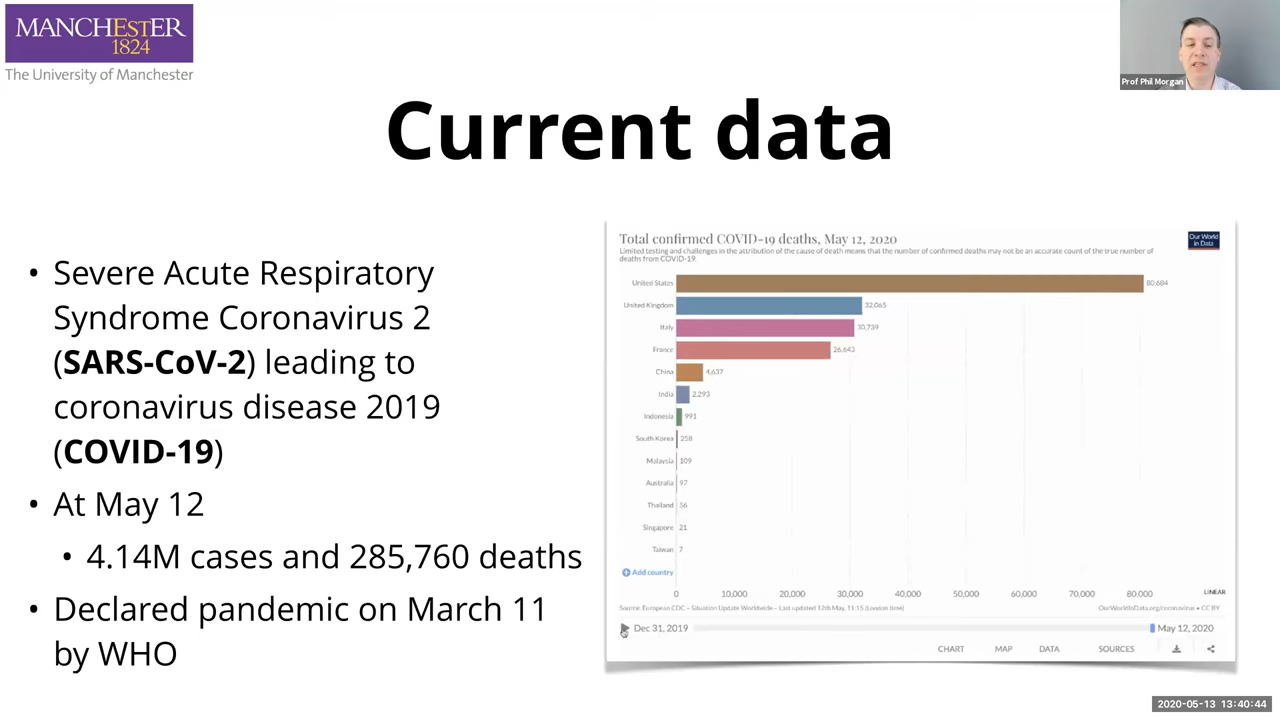 MANCHESTER
1824
The University of Manchester
Prof Phil Morgan
Current data
• Severe Acute Respiratory
Syndrome Coronavirus 2
(SARS-CoV-2) leading to
coronavirus disease 2019
(COVID-19)
• At May 12
• 4.14M cases and 285,760 deaths
• Declared pandemic on March 11
by WHO
Total confirmed COVID-19 deaths, May 12, 2020
Our World
in Data
Limited testing and challenges in the attribution of the cause of death means that the number of confirmed deaths may not be an accurate count of the true number of
deaths from COVID-19.
United States 80,684
United Kingdom 32,065
Italy 30,739
France 26,643
China 4,637
India 2,293
Indonesia 991
South Korea 258
Malaysia 109
Australia 97
Thailand 56
Singapore 21
Taiwan 7
Add country
0 10,000 20,000 30,000 40,000 50,000 60,000 70,000 80,000 LINEAR
Source: European CDC – Situation Update Worldwide – Last updated 12th May, 11:15 (London time) OurWorldInData.org/coronavirus • CC BY
Dec 31, 2019 May 12, 2020
CHART MAP DATA SOURCES
2020-05-13 13:40:44